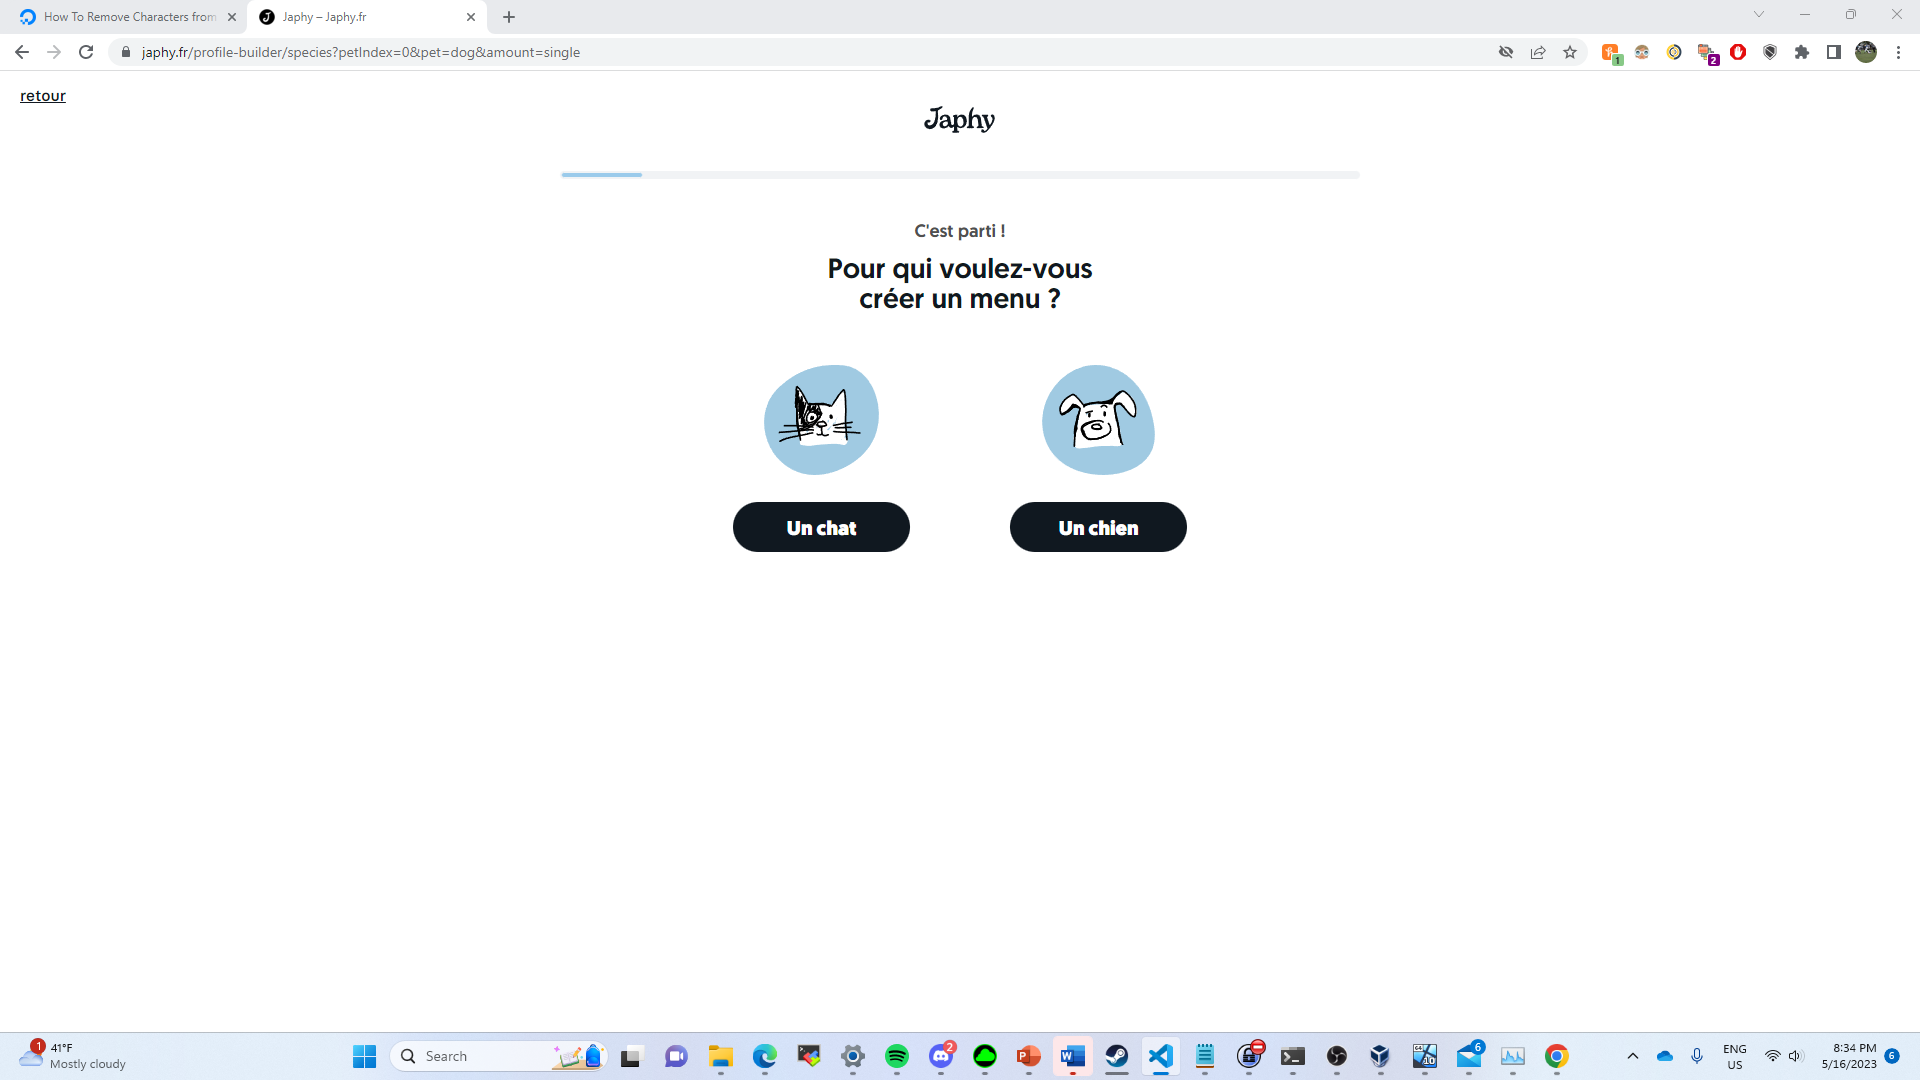 How To Remove Characters from
Japhy – Japhy.fr
japhy.fr/profile-builder/species?petIndex=0&pet=dog&amount=single
1
2
retour
Japhy
C'est parti !
Pour qui voulez-vous
créer un menu ?
Un chat
Un chien
1
41°F
Mostly cloudy
Search
2
6
ENG
US
8:34 PM
5/16/2023
6